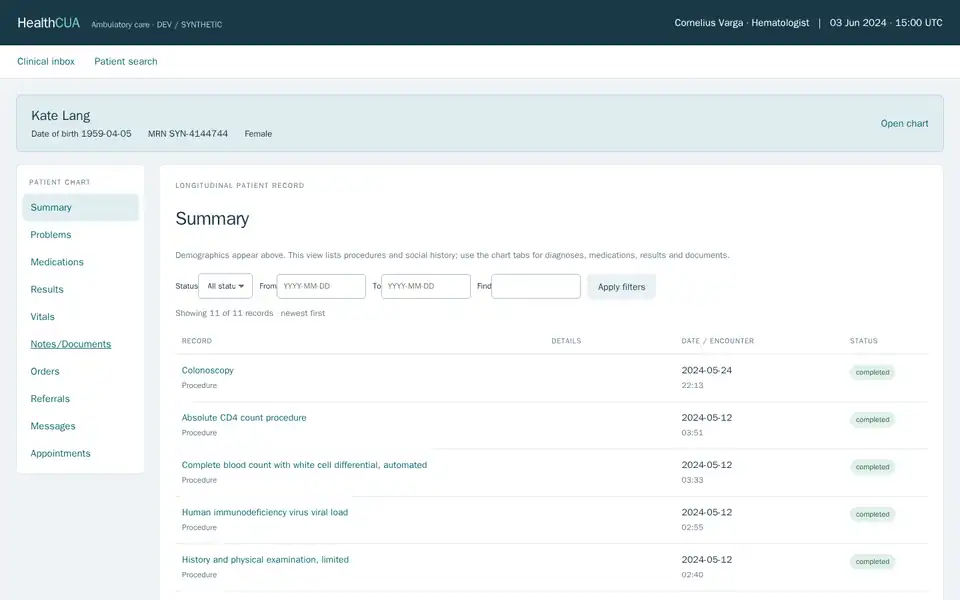 HealthCUA Ambulatory care · DEV / SYNTHETIC Cornelius Varga · Hematologist | 03 Jun 2024 · 15:00 UTC
Clinical inbox Patient search
Kate Lang
Date of birth 1959-04-05 MRN SYN-4144744 Female
Open chart
PATIENT CHART
Summary
Problems
Medications
Results
Vitals
Notes/Documents
Orders
Referrals
Messages
Appointments
LONGITUDINAL PATIENT RECORD
Summary
Demographics appear above. This view lists procedures and social history; use the chart tabs for diagnoses, medications, results and documents.
Status All statu From YYYY-MM-DD To YYYY-MM-DD Find Apply filters
Showing 11 of 11 records · newest first
RECORD DETAILS DATE / ENCOUNTER STATUS
Colonoscopy 2024-05-24 completed
Procedure 22:13
Absolute CD4 count procedure 2024-05-12 completed
Procedure 03:51
Complete blood count with white cell differential, automated 2024-05-12 completed
Procedure 03:33
Human immunodeficiency virus viral load 2024-05-12 completed
Procedure 02:55
History and physical examination, limited 2024-05-12 completed
Procedure 02:40